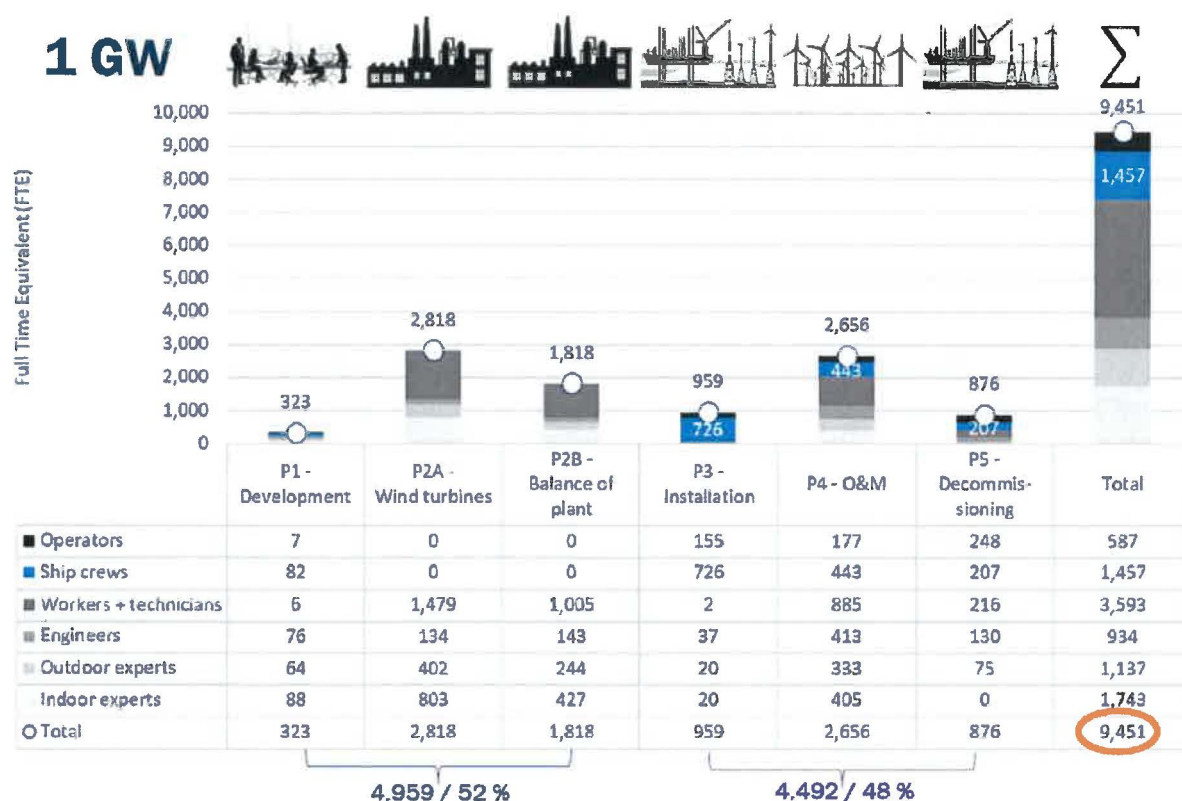 1 GW
Σ
Full Time Equivalent (FTE)
10,000
9,000
8,000
7,000
6,000
5,000
4,000
3,000
2,000
1,000
0
323
2,818
1,818
959
726
2,656
443
876
207
9,451
1,457
P1 -
Development
P2A -
Wind turbines
P2B -
Balance of
plant
P3 -
Installation
P4 - O&M
P5 -
Decommis-
sioning
Total
Operators 7 0 0 155 177 248 587
Ship crews 82 0 0 726 443 207 1,457
Workers + technicians 6 1,479 1,005 2 885 216 3,593
Engineers 76 134 143 37 413 130 934
Outdoor experts 64 402 244 20 333 75 1,137
Indoor experts 88 803 427 20 405 0 1,743
Total 323 2,818 1,818 959 2,656 876 9,451
4,959 / 52 %
4,492 / 48 %